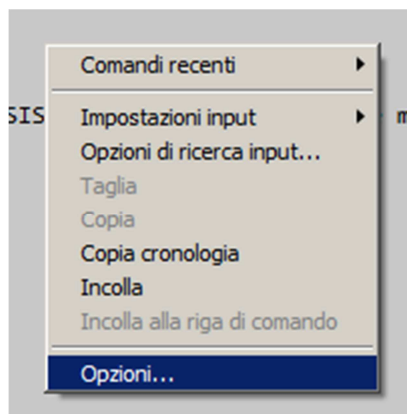 Comandi recenti
SIS
Impostazioni input
m
Opzioni di ricerca input...
Taglia
Copia
Copia cronologia
Incolla
Incolla alla riga di comando
Opzioni...